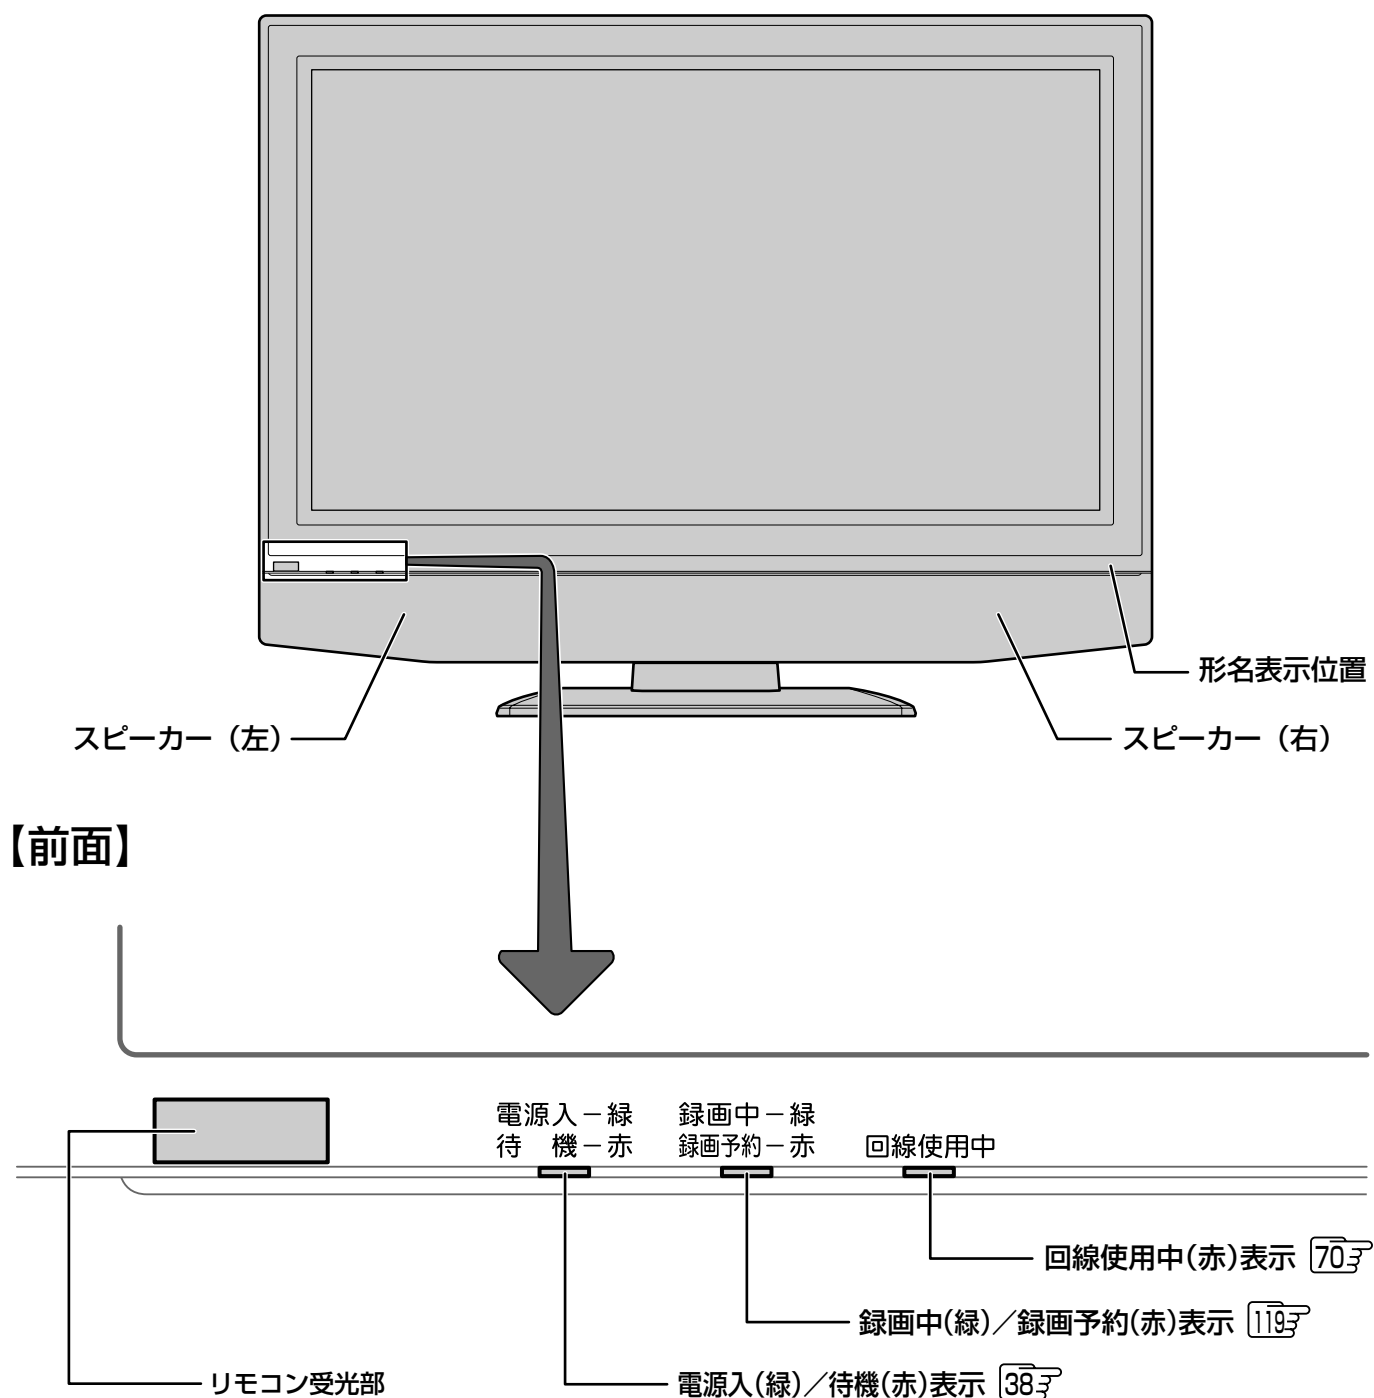 形名表示位置
スピーカー（左）
スピーカー（右）
【前面】
電源入－緑
待　機－赤
録画中－緑
録画予約－赤
回線使用中
回線使用中(赤)表示 70
録画中(緑)／録画予約(赤)表示 119
リモコン受光部
電源入(緑)／待機(赤)表示 38